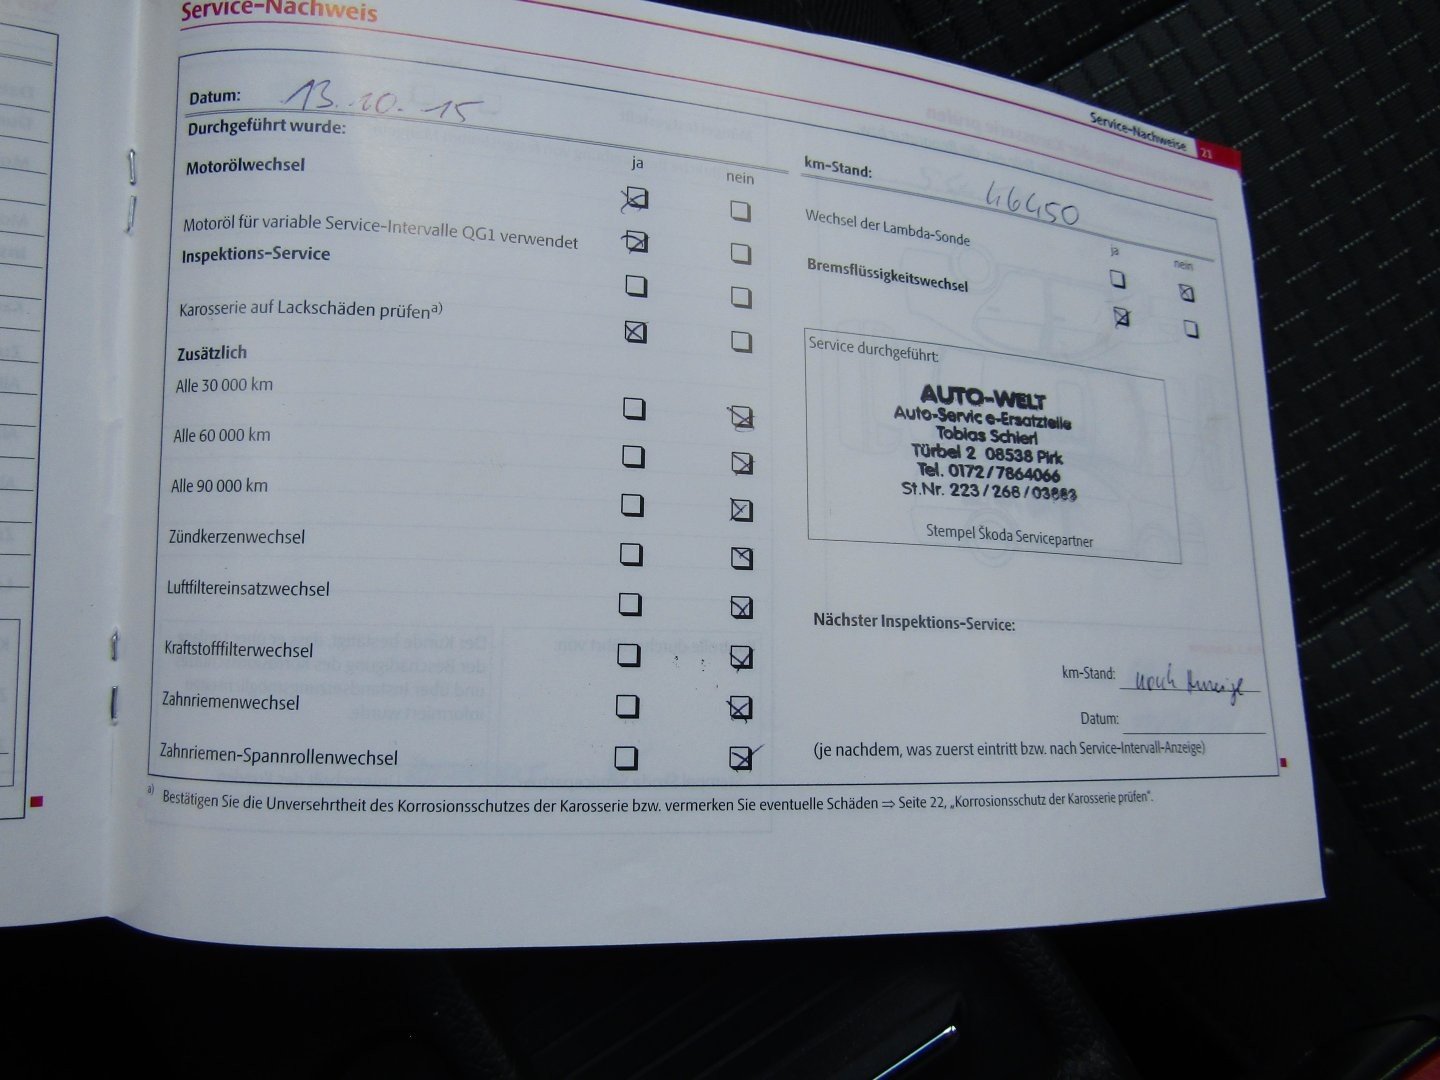 Service-Nachweis
Service-Nachweise 21
Datum: 13.10.15
Durchgeführt wurde:
ja nein
Motorölwechsel
Motoröl für variable Service-Intervalle QG1 verwendet
Inspektions-Service
Karosserie auf Lackschäden prüfen a)
Zusätzlich
Alle 30 000 km
Alle 60 000 km
Alle 90 000 km
Zündkerzenwechsel
Luftfiltereinsatzwechsel
Kraftstofffilterwechsel
Zahnriemenwechsel
Zahnriemen-Spannrollenwechsel
km-Stand: 46450
ja nein
Wechsel der Lambda-Sonde
Bremsflüssigkeitswechsel
Service durchgeführt:
AUTO-WELT
Auto-Servic e-Ersatzteile
Tobias Schierl
Türbel 2 08538 Pirk
Tel. 0172/7864066
St.Nr. 223/268/03883
Stempel Škoda Servicepartner
Nächster Inspektions-Service:
km-Stand: nach Anzeige
Datum:
(je nachdem, was zuerst eintritt bzw. nach Service-Intervall-Anzeige)
a) Bestätigen Sie die Unversehrtheit des Korrosionsschutzes der Karosserie bzw. vermerken Sie eventuelle Schäden ⇒ Seite 22, „Korrosionsschutz der Karosserie prüfen“.